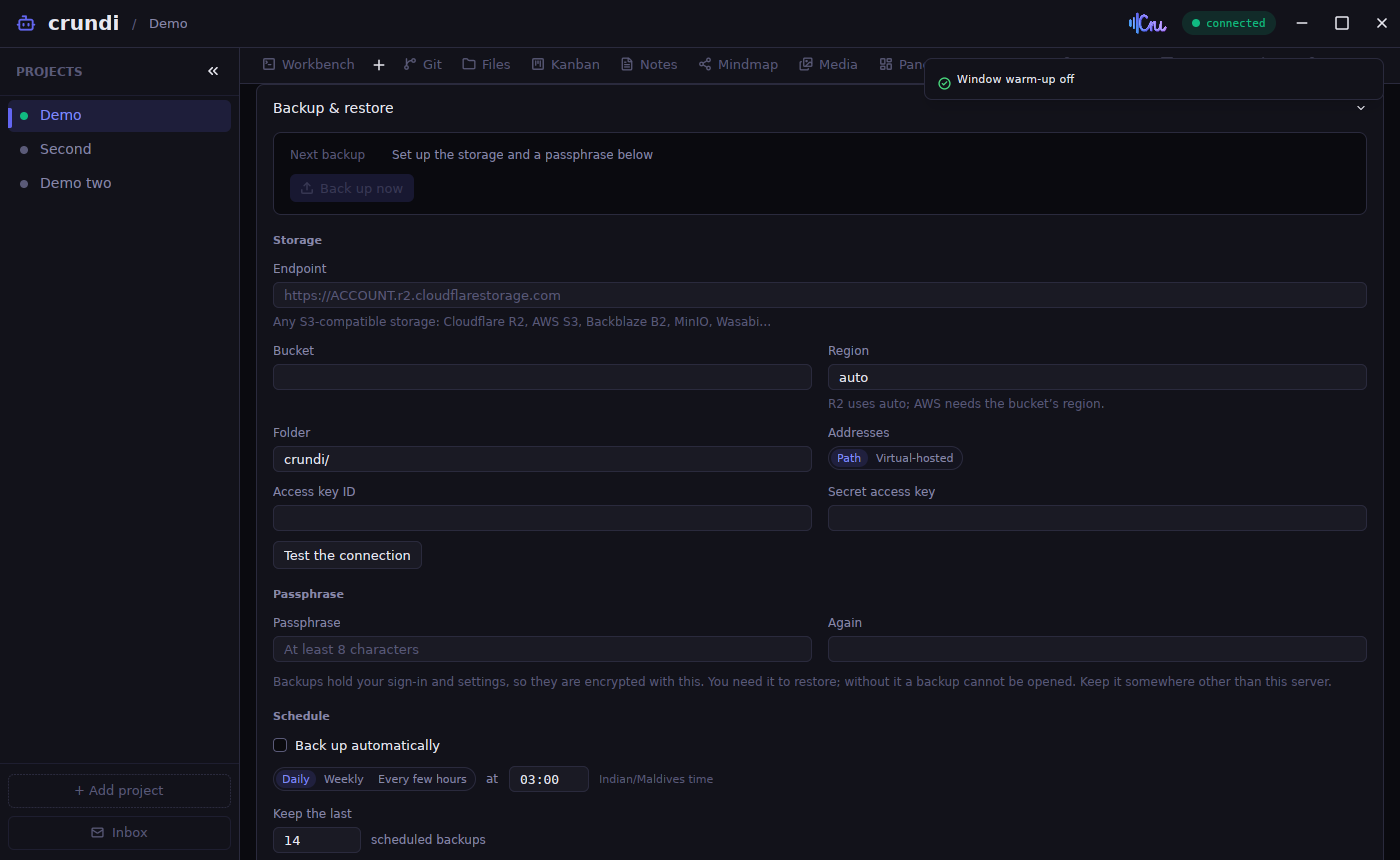 crundi / Demo
Cru
connected
PROJECTS
Demo
Second
Demo two
+ Add project
Inbox
Workbench + Git Files Kanban Notes Mindmap Media
Window warm-up off
Backup & restore
Next backup Set up the storage and a passphrase below
Back up now
Storage
Endpoint
https://ACCOUNT.r2.cloudflarestorage.com
Any S3-compatible storage: Cloudflare R2, AWS S3, Backblaze B2, MinIO, Wasabi…
Bucket Region
auto
R2 uses auto; AWS needs the bucket’s region.
Folder Addresses
crundi/ Path Virtual-hosted
Access key ID Secret access key
Test the connection
Passphrase
Passphrase Again
At least 8 characters
Backups hold your sign-in and settings, so they are encrypted with this. You need it to restore; without it a backup cannot be opened. Keep it somewhere other than this server.
Schedule
Back up automatically
Daily Weekly Every few hours at 03:00 Indian/Maldives time
Keep the last
14 scheduled backups